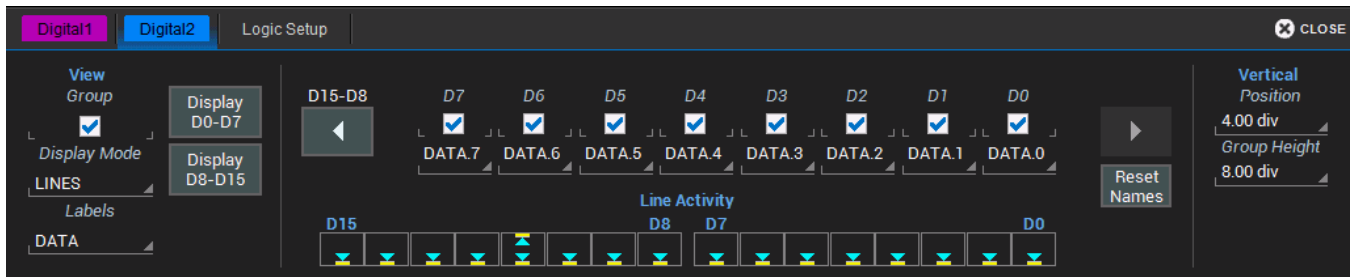 Digital1 Digital2 Logic Setup CLOSE
View
Group
Display Mode
LINES
Labels
DATA
Display
D0-D7
Display
D8-D15
D15-D8 D7 D6 D5 D4 D3 D2 D1 D0
DATA.7 DATA.6 DATA.5 DATA.4 DATA.3 DATA.2 DATA.1 DATA.0
Reset
Names
Line Activity
D15 D8 D7 D0
Vertical
Position
4.00 div
Group Height
8.00 div